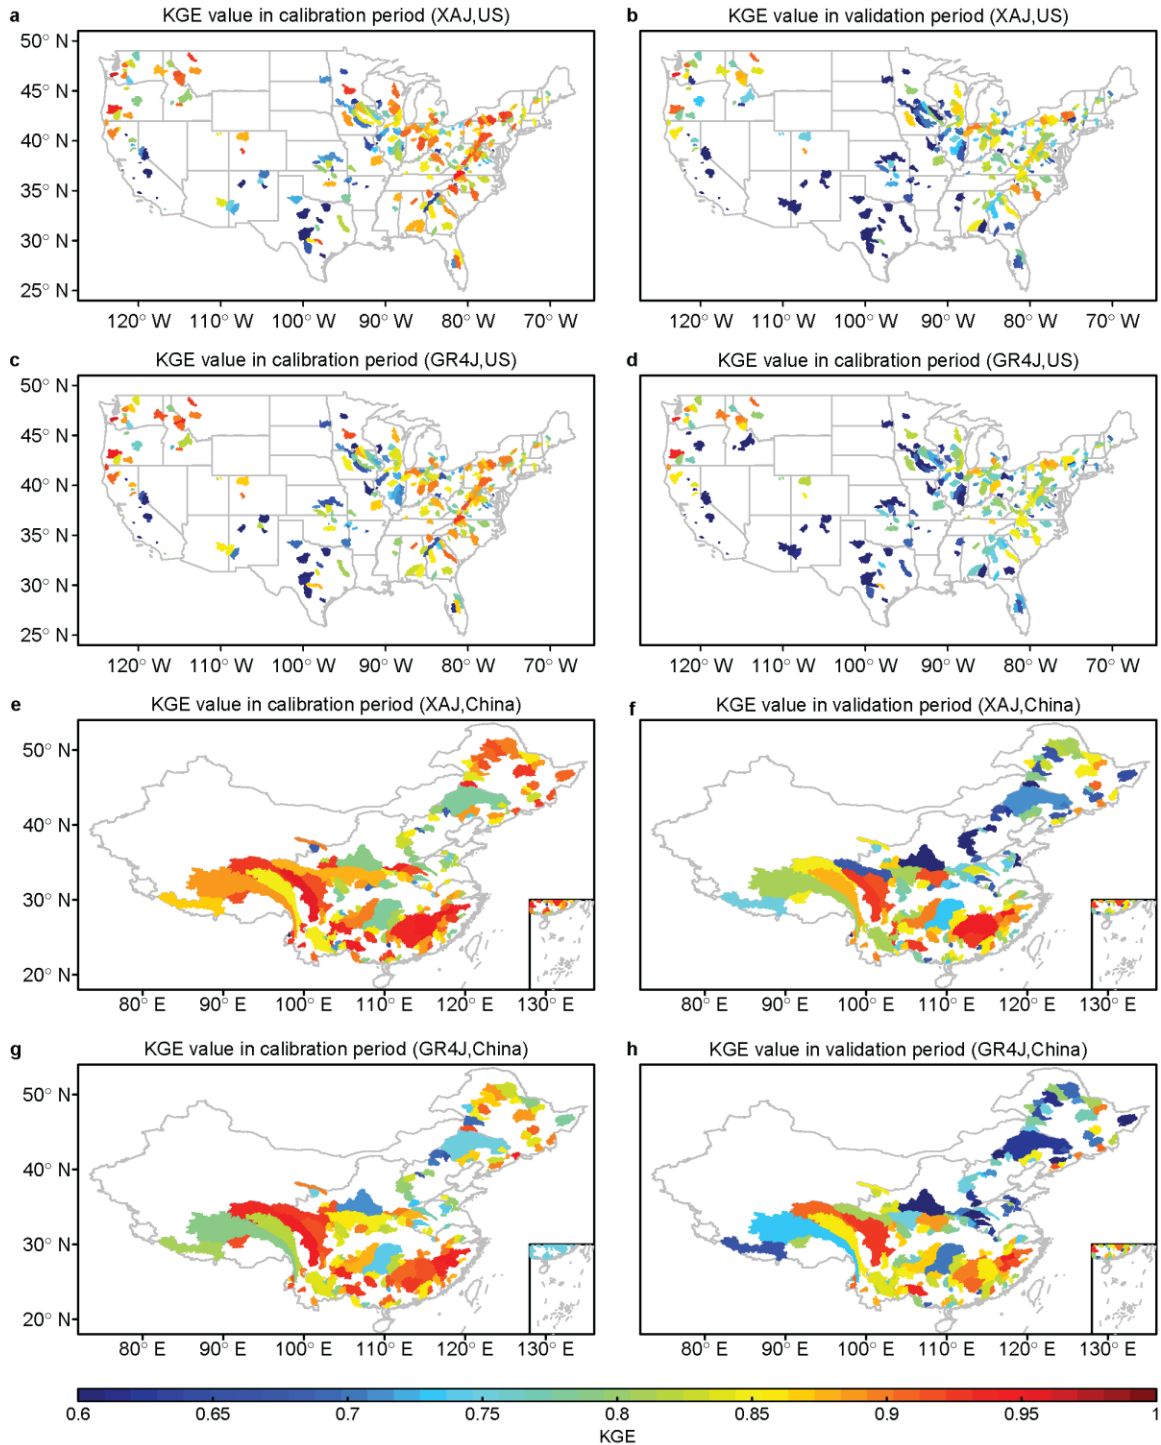 a KGE value in calibration period (XAJ,US)
b KGE value in validation period (XAJ,US)
50° N
45° N
40° N
35° N
30° N
25° N
120° W 110° W 100° W 90° W 80° W 70° W
120° W 110° W 100° W 90° W 80° W 70° W
c KGE value in calibration period (GR4J,US)
d KGE value in calibration period (GR4J,US)
50° N
45° N
40° N
35° N
30° N
25° N
120° W 110° W 100° W 90° W 80° W 70° W
120° W 110° W 100° W 90° W 80° W 70° W
e KGE value in calibration period (XAJ,China)
f KGE value in validation period (XAJ,China)
50° N
40° N
30° N
20° N
80° E 90° E 100° E 110° E 120° E 130° E
80° E 90° E 100° E 110° E 120° E 130° E
g KGE value in calibration period (GR4J,China)
h KGE value in validation period (GR4J,China)
50° N
40° N
30° N
20° N
80° E 90° E 100° E 110° E 120° E 130° E
80° E 90° E 100° E 110° E 120° E 130° E
0.6 0.65 0.7 0.75 0.8 0.85 0.9 0.95 1
KGE